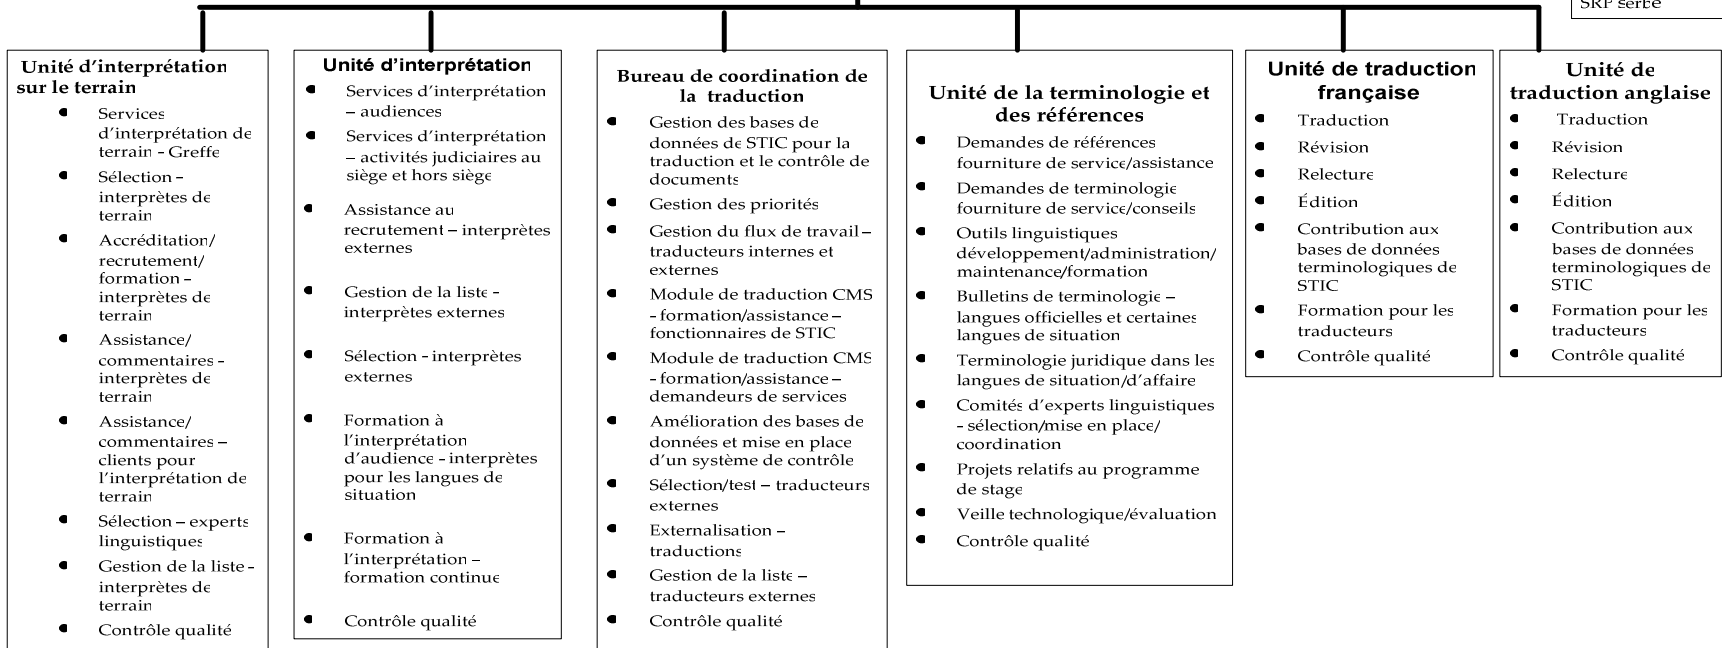 SRP serbe
Unité d'interprétation
sur le terrain
Services
d'interprétation de
terrain - Greffe
Sélection –
interprètes de
terrain
Accréditation/
recrutement/
formation –
interprètes de
terrain
Assistance/
commentaires -
interprètes de
terrain
Assistance/
commentaires –
clients pour
l'interprétation de
terrain
Sélection – experts
linguistiques
Gestion de la liste -
interprètes de
terrain
Contrôle qualité
Unité d'interprétation
Services d'interprétation
– audiences
Services d'interprétation
– activités judiciaires au
siège et hors siège
Assistance au
recrutement – interprètes
externes
Gestion de la liste -
interprètes externes
Sélection - interprètes
externes
Formation à
l'interprétation
d'audience - interprètes
pour les langues de
situation
Formation à
l'interprétation –
formation continue
Contrôle qualité
Bureau de coordination de
la traduction
Gestion des bases de
données de STIC pour la
traduction et le contrôle de
documents
Gestion des priorités
Gestion du flux de travail –
traducteurs internes et
externes
Module de traduction CMS
- formation/assistance –
fonctionnaires de STIC
Module de traduction CMS
- formation/assistance –
demandeurs de services
Amélioration des bases de
données et mise en place
d'un système de contrôle
Sélection/test – traducteurs
externes
Externalisation –
traductions
Gestion de la liste –
traducteurs externes
Contrôle qualité
Unité de la terminologie et
des références
Demandes de références
fourniture de service/assistance
Demandes de terminologie
fourniture de service/conseils
Outils linguistiques
développement/administration/
maintenance/formation
Bulletins de terminologie –
langues officielles et certaines
langues de situation
Terminologie juridique dans les
langues de situation/d'affaire
Comités d'experts linguistiques
- sélection/mise en place/
coordination
Projets relatifs au programme
de stage
Veille technologique/évaluation
Contrôle qualité
Unité de traduction
française
Traduction
Révision
Relecture
Édition
Contribution aux
bases de données
terminologiques de
STIC
Formation pour les
traducteurs
Contrôle qualité
Unité de
traduction anglaise
Traduction
Révision
Relecture
Édition
Contribution aux
bases de données
terminologiques de
STIC
Formation pour les
traducteurs
Contrôle qualité